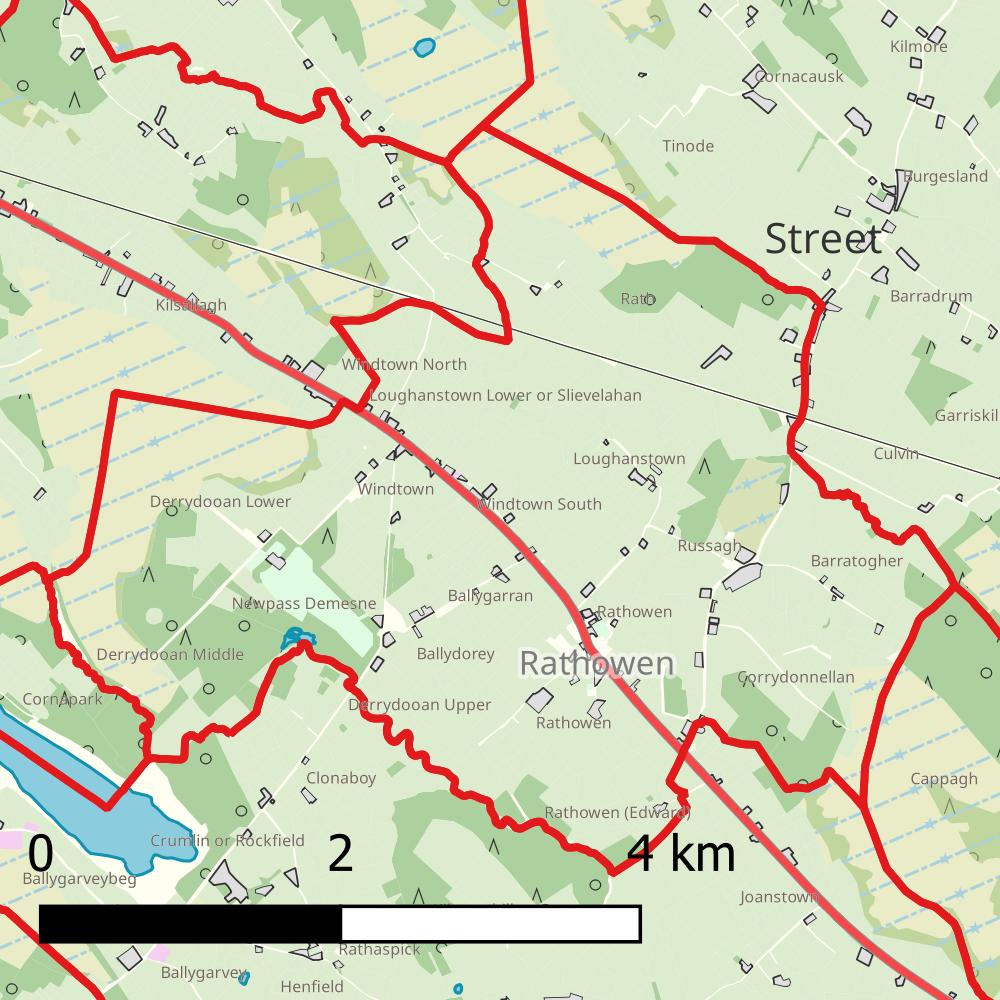 Kilmore
Cornacausk
Tinode
Burgesland
Street
Rath
Barradrum
Kilsallagh
Windtown North
Loughanstown Lower or Slievelahan
Garriskil
Culvin
Loughanstown
Windtown
Derrydooan Lower
Windtown South
Russagh
Barratogher
Ballygarran
Newpass Demesne
Rathowen
Derrydooan Middle
Ballydorey
Rathowen
Corrydonnellan
Cornapark
Derrydooan Upper
Rathowen
Clonaboy
Cappagh
Rathowen (Edward)
Crumlin or Rockfield
0 2 4 km
Ballygarveybeg
Joanstown
Rathaspick
Ballygarvey
Henfield